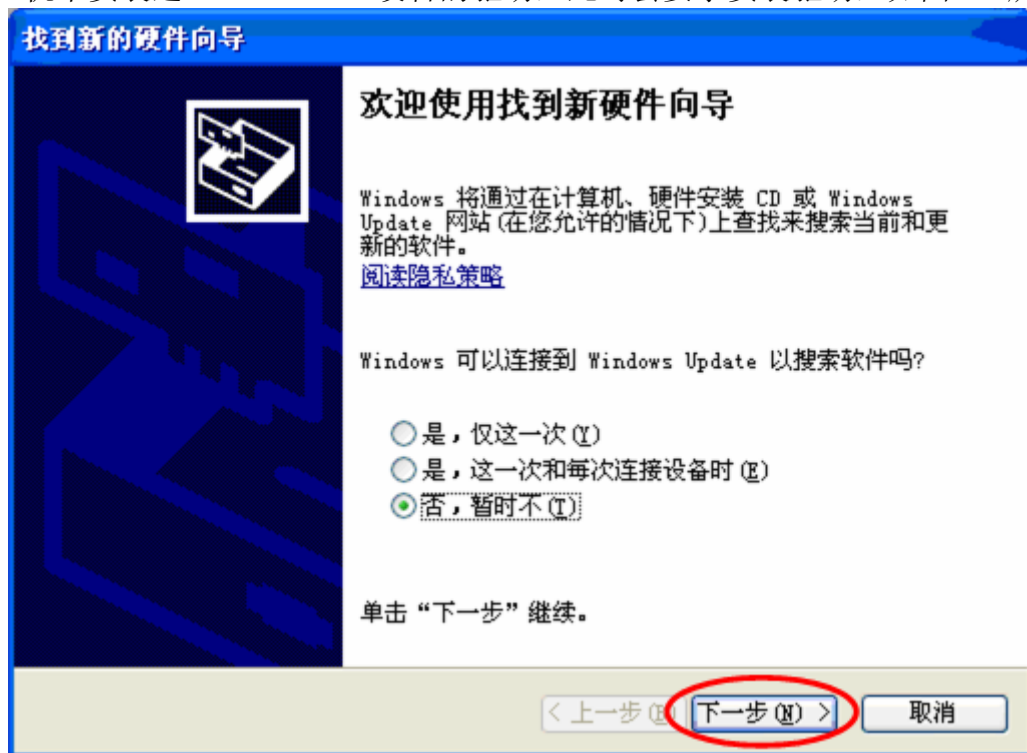 找到新的硬件向导
欢迎使用找到新硬件向导
Windows 将通过在计算机、硬件安装 CD 或 Windows
Update 网站(在您允许的情况下)上查找来搜索当前和更
新的软件。
阅读隐私策略
Windows 可以连接到 Windows Update 以搜索软件吗?
是，仅这一次(Y)
是，这一次和每次连接设备时(E)
否，暂时不(T)
单击“下一步”继续。
< 上一步(B) 下一步(N) > 取消